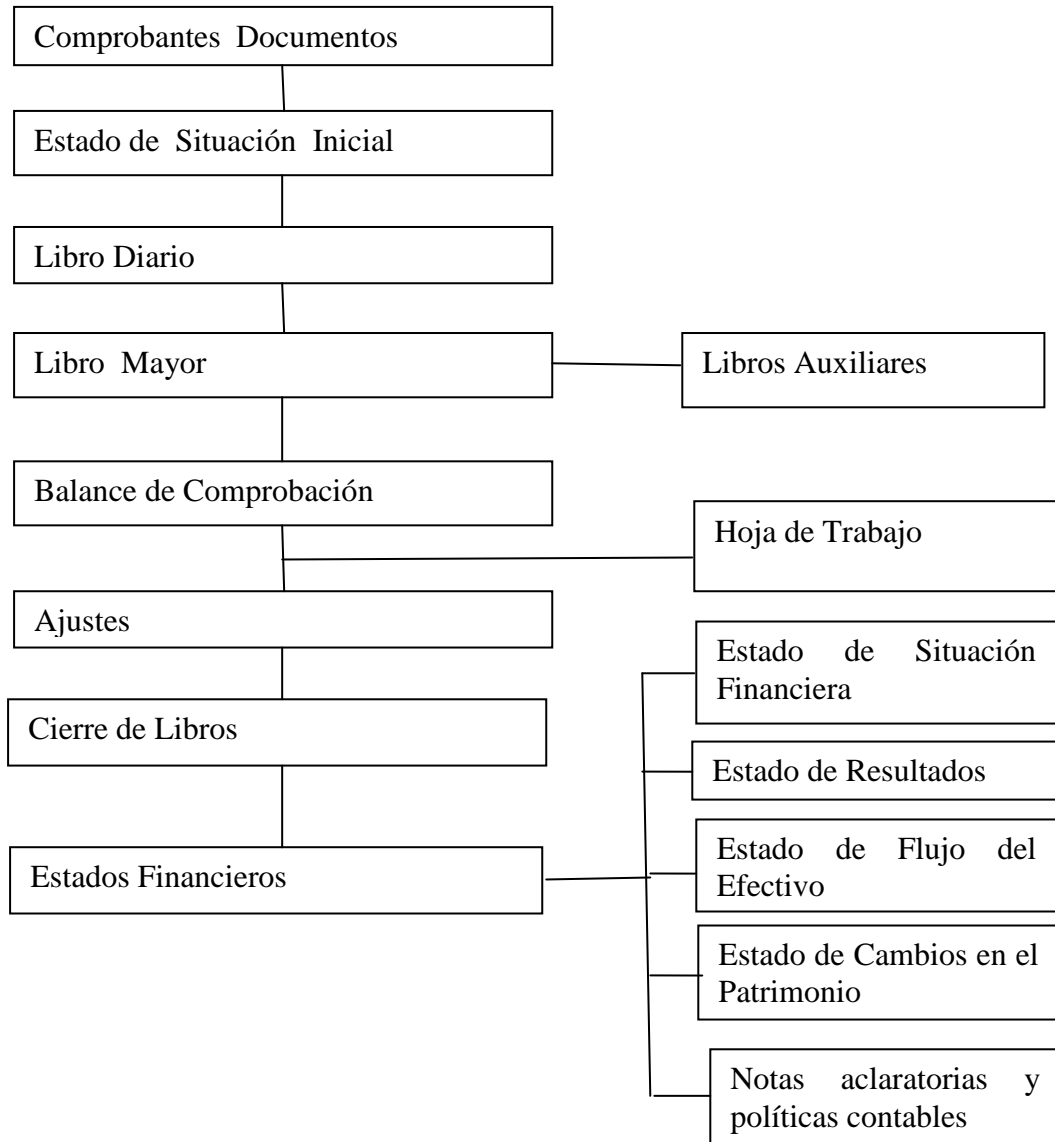 Comprobantes Documentos
Estado de Situación Inicial
Libro Diario
Libro Mayor
Libros Auxiliares
Balance de Comprobación
Hoja de Trabajo
Ajustes
Estado de Situación
Financiera
Cierre de Libros
Estado de Resultados
Estados Financieros
Estado de Flujo del
Efectivo
Estado de Cambios en el
Patrimonio
Notas aclaratorias y
políticas contables